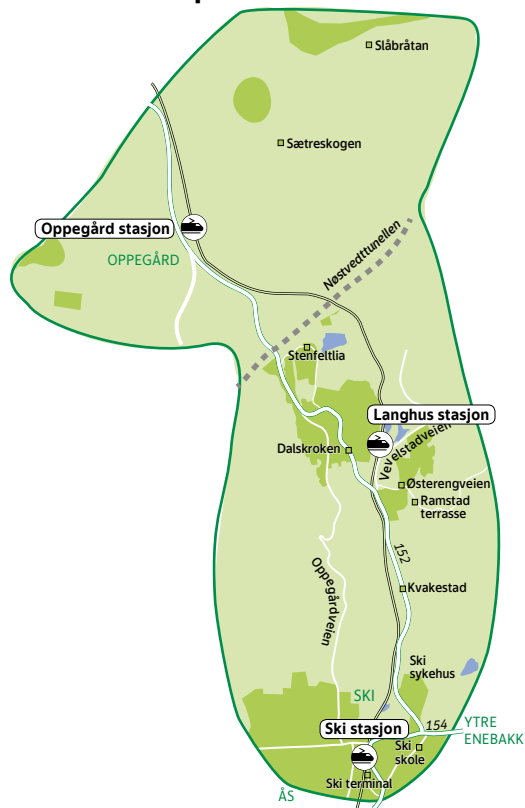 Slåbråtan
Sætreskogen
Oppegård stasjon
OPPEGÅRD
Nøstvedttunellen
Stenfeltlia
Langhus stasjon
Vevelstadveien
Dalskroken
Østerengveien
Ramstad
terrasse
152
Oppegårdveien
Kvakestad
Ski
sykehus
SKI
Ski stasjon
154
YTRE
ENEBAKK
Ski
skole
Ski terminal
ÅS